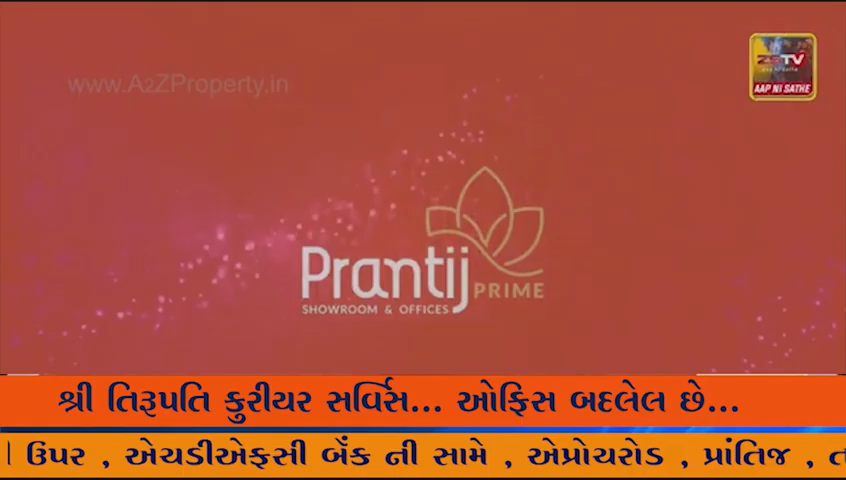 www.A2ZProperty.in
AAP NI SATHE
Prantij
PRIME
SHOWROOM & OFFICES
શ્રી તિરૂપતિ કુરીયર સર્વિસ... ઓફિસ બદલેલ છે...
ઉપર , એચડીએફસી બેંક ની સામે , એપ્રોચરોડ , પ્રાંતિજ ,